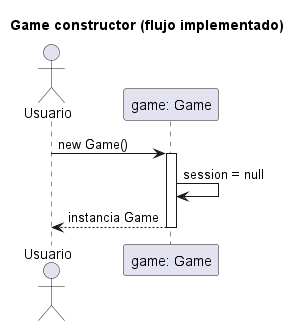 Game constructor (flujo implementado)
Usuario
game: Game
new Game()
session = null
instancia Game
Usuario
game: Game